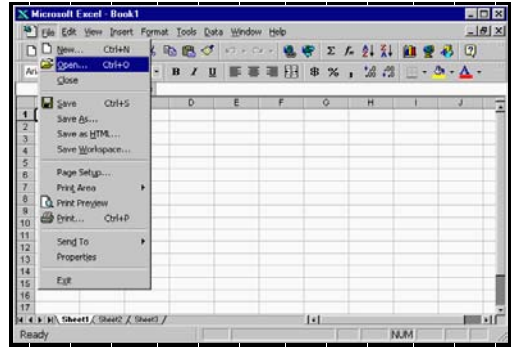 Microsoft Excel - Book1
File Edit View Insert Format Tools Data Window Help
New... Ctrl+N
Open... Ctrl+O
Close
Save Ctrl+S
Save As...
Save as HTML...
Save Workspace...
Page Setup...
Print Area
Print Preview
Print... Ctrl+P
Send To
Properties
Exit
B I U $ % ,
D E F G H I J
1
2
3
4
5
6
7
8
9
10
11
12
13
14
15
16
17
Sheet1 Sheet2 Sheet3
Ready NUM